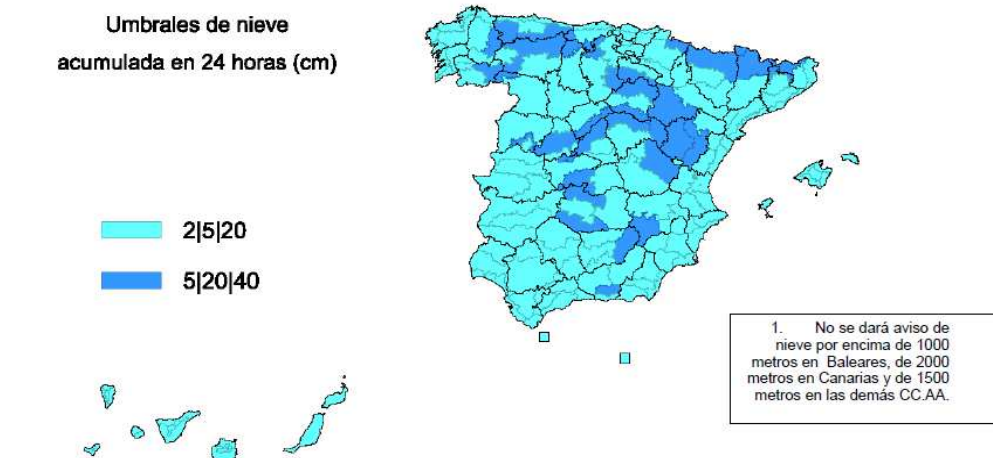 Umbrales de nieve
acumulada en 24 horas (cm)
2|5|20
5|20|40
1. No se dará aviso de
nieve por encima de 1000
metros en Baleares, de 2000
metros en Canarias y de 1500
metros en las demás CC.AA.